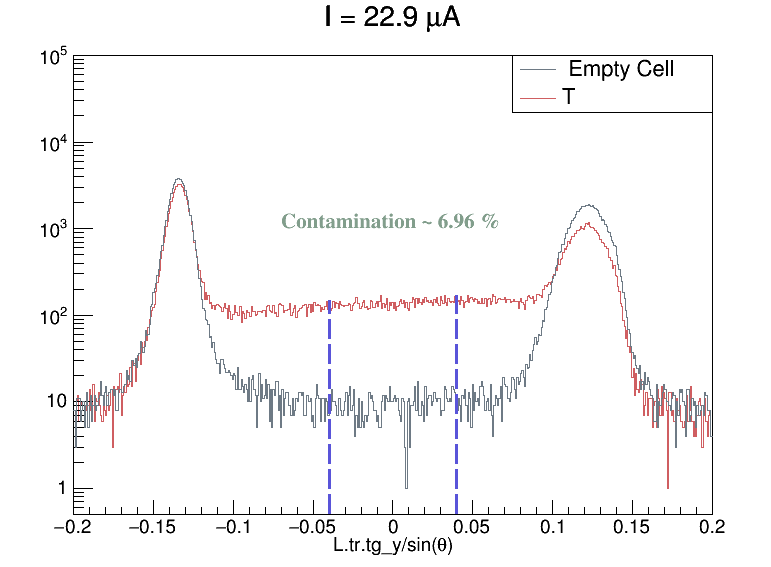 I = 22.9 μA
10^5
10^4
10^3
10^2
10
1
Empty Cell
T
Contamination ~ 6.96 %
−0.2 −0.15 −0.1 −0.05 0 0.05 0.1 0.15 0.2
L.tr.tg_y/sin(θ)